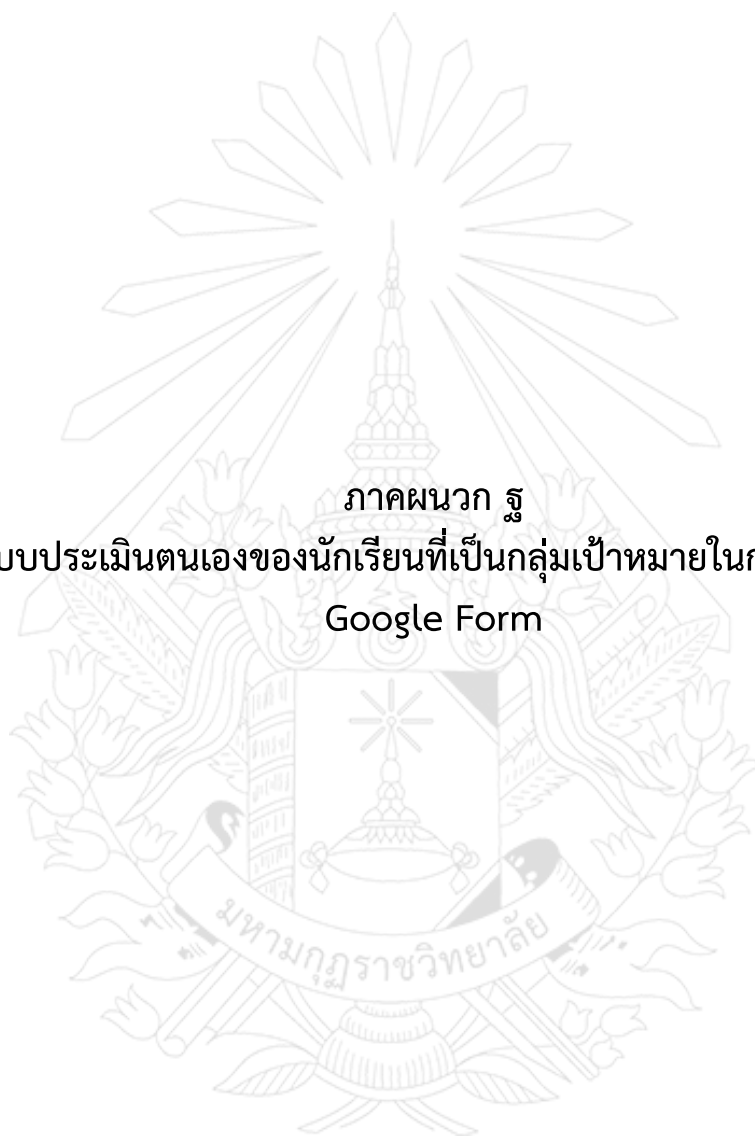 ภาคผนวก ฐ
บบประเมินตนเองของนักเรียนที่เป็นกลุ่มเป้าหมายใน
Google Form
มหามกุฏราชวิทยาลัย